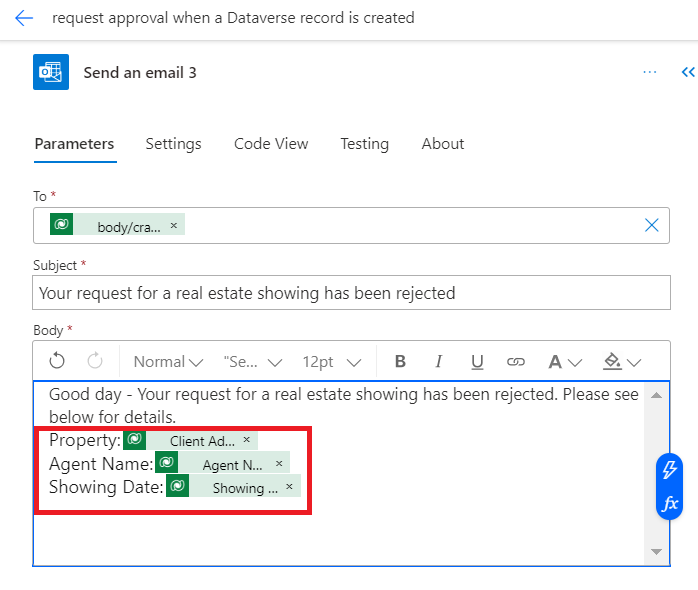 request approval when a Dataverse record is created
Send an email 3
Parameters Settings Code View Testing About
To *
body/cra... ×
Subject *
Your request for a real estate showing has been rejected
Body *
Normal "Se... 12pt B I U A
Good day - Your request for a real estate showing has been rejected. Please see
below for details.
Property: Client Ad... ×
Agent Name: Agent N... ×
Showing Date: Showing ... ×
fx